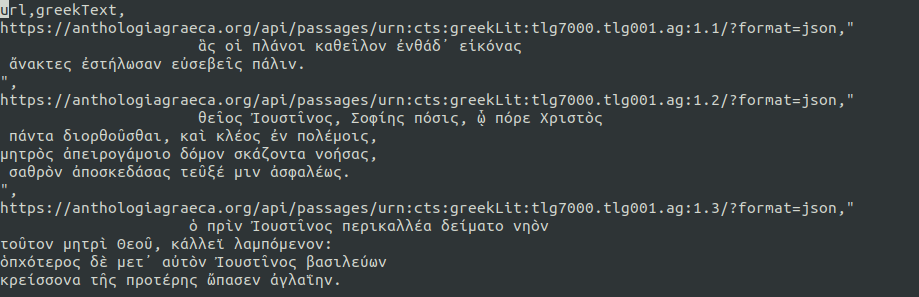 url,greekText,
https://anthologiagraeca.org/api/passages/urn:cts:greekLit:tlg7000.tlg001.ag:1.1/?format=json,"
ἃς οἱ πλάνοι καθεῖλον ἐνθάδ᾽ εἰκόνας
ἄνακτες ἐστήλωσαν εὐσεβεῖς πάλιν.
",
https://anthologiagraeca.org/api/passages/urn:cts:greekLit:tlg7000.tlg001.ag:1.2/?format=json,"
θεῖος Ἰουστῖνος, Σοφίης πόσις, ᾧ πόρε Χριστὸς
πάντα διορθοῦσθαι, καὶ κλέος ἐν πολέμοις,
μητρὸς ἀπειρογάμοιο δόμον σκάζοντα νοήσας,
σαθρὸν ἀποσκεδάσας τεῦξέ μιν ἀσφαλέως.
",
https://anthologiagraeca.org/api/passages/urn:cts:greekLit:tlg7000.tlg001.ag:1.3/?format=json,"
ὁ πρὶν Ἰουστῖνος περικαλλέα δείματο νηὸν
τοῦτον μητρὶ Θεοῦ, κάλλεϊ λαμπόμενον:
ὁπχότερος δὲ μετ᾽ αὐτὸν Ἰουστῖνος βασιλεύων
κρείσσονα τῆς προτέρης ὤπασεν ἀγλαΐην.